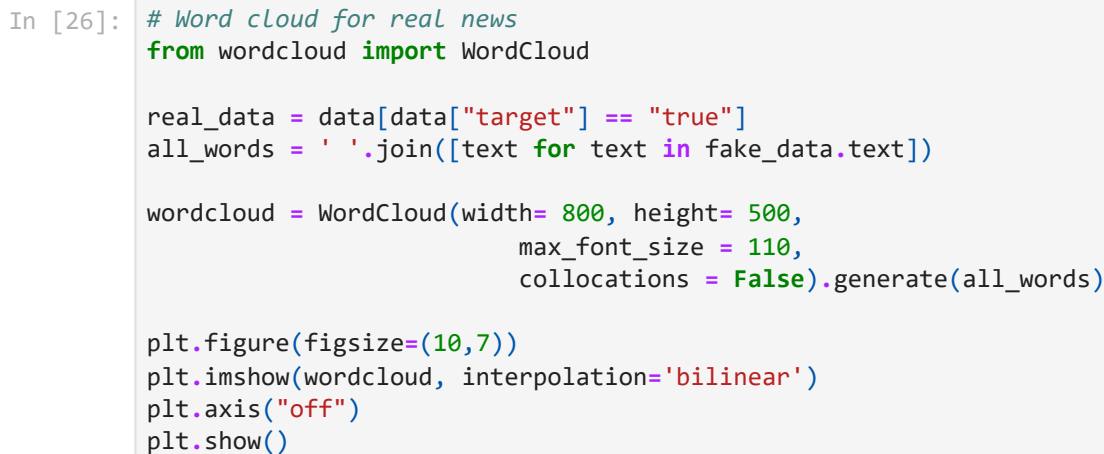 In [26]: # Word cloud for real news
from wordcloud import WordCloud
real_data = data[data["target"] == "true"]
all_words = ' '.join([text for text in fake_data.text])
wordcloud = WordCloud(width= 800, height= 500,
                      max_font_size = 110,
                      collocations = False).generate(all_words)
plt.figure(figsize=(10,7))
plt.imshow(wordcloud, interpolation='bilinear')
plt.axis("off")
plt.show()